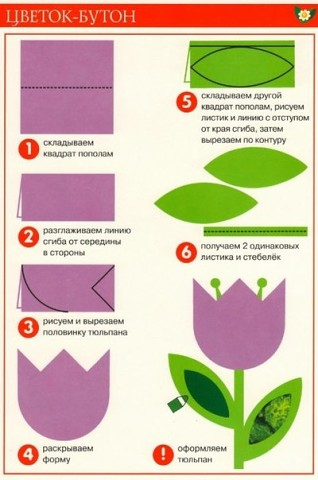 ЦВЕТОК-БУТОН
1 складываем
квадрат пополам
2 разглаживаем линию
сгиба от середины
в стороны
3 рисуем и вырезаем
половинку тюльпана
4 раскрываем
форму
5 складываем другой
квадрат пополам, рисуем
листик и линию с отступом
от края сгиба, затем
вырезаем по контуру
6 получаем 2 одинаковых
листика и стебелёк
! оформляем
тюльпан